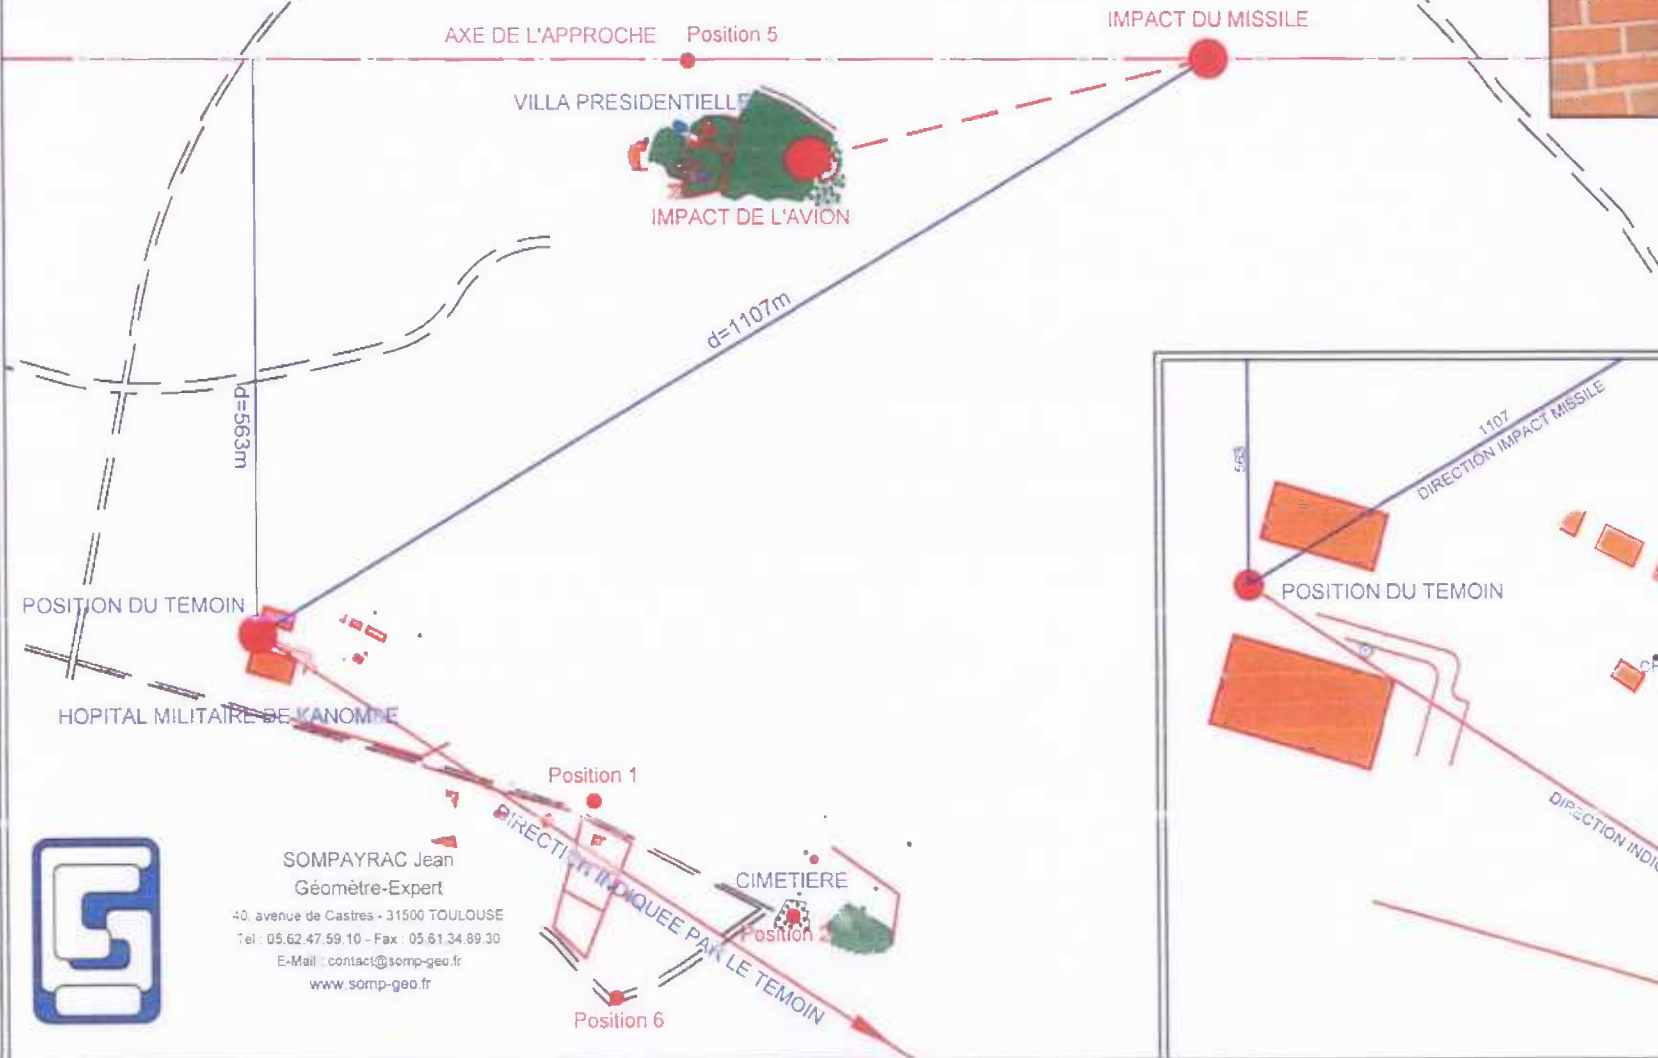 IMPACT DU MISSILE
AXE DE L'APPROCHE Position 5
VILLA PRESIDENTIELLE
IMPACT DE L'AVION
d=1107m
d=563m
1107
DIRECTION IMPACT MISSILE
563
POSITION DU TEMOIN
POSITION DU TEMOIN
HOPITAL MILITAIRE DE KANOMBE
Position 1
DIRECTION INDIQUEE PAR LE TEMOIN
SOMPAYRAC Jean
Géomètre-Expert
40, avenue de Castres - 31500 TOULOUSE
Tel : 05.62.47.59.10 - Fax : 05.61.34.89.30
E-Mail : contact@somp-geo.fr
www.somp-geo.fr
CIMETIERE
Position 2
Position 6
DIRECTION INDIC